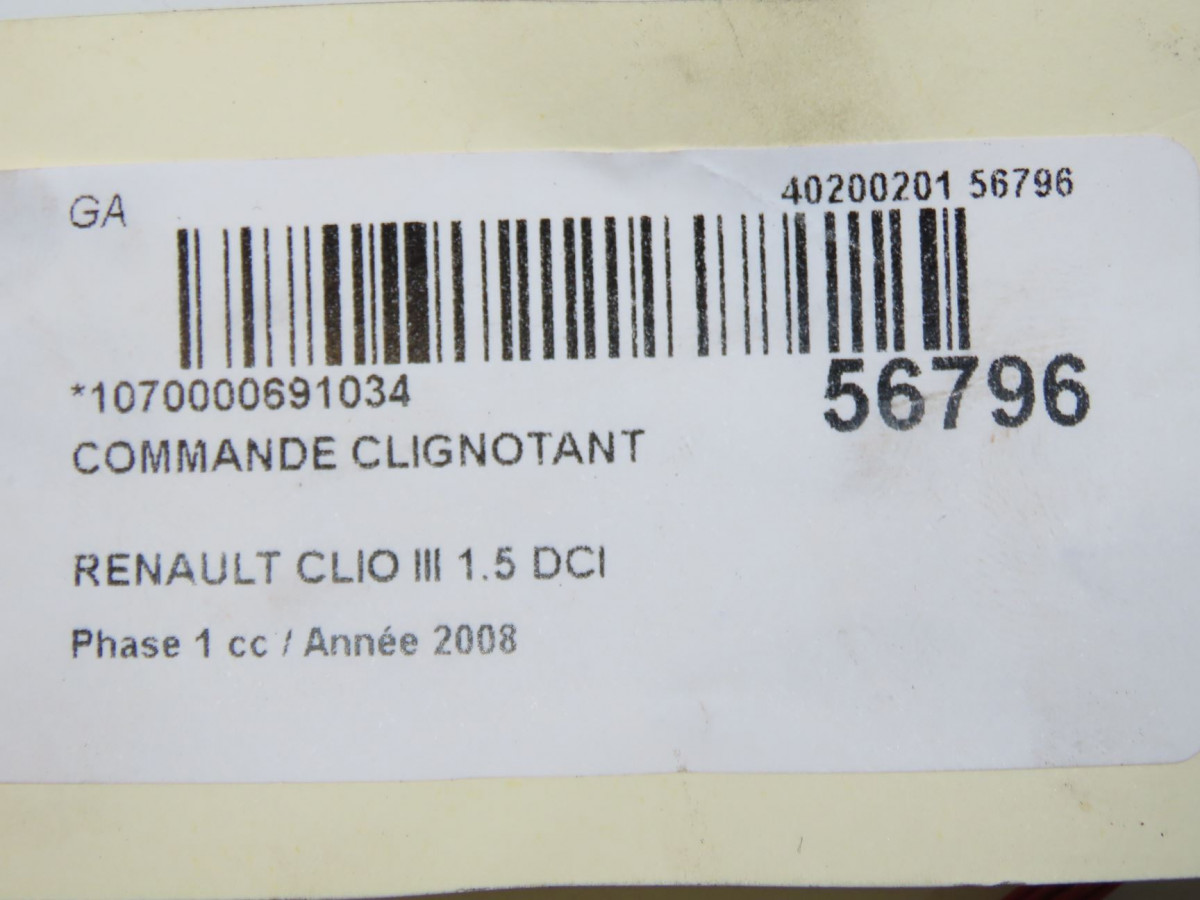 GA
40200201 56796
*1070000691034
56796
COMMANDE CLIGNOTANT
RENAULT CLIO III 1.5 DCI
Phase 1 cc / Année 2008